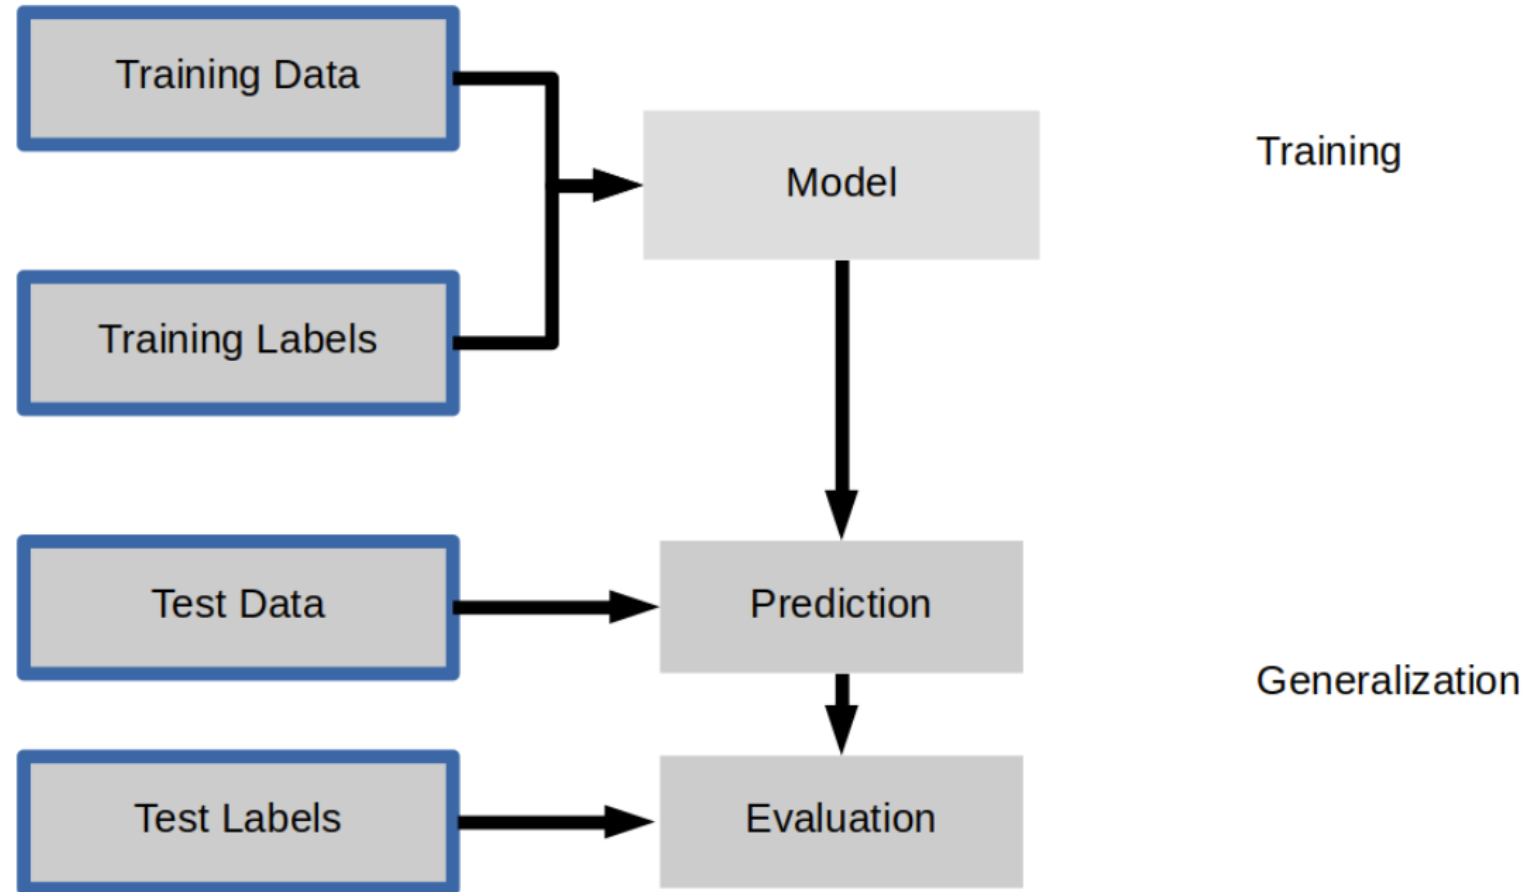 Training Data
Model
Training
Training Labels
Test Data
Prediction
Generalization
Test Labels
Evaluation